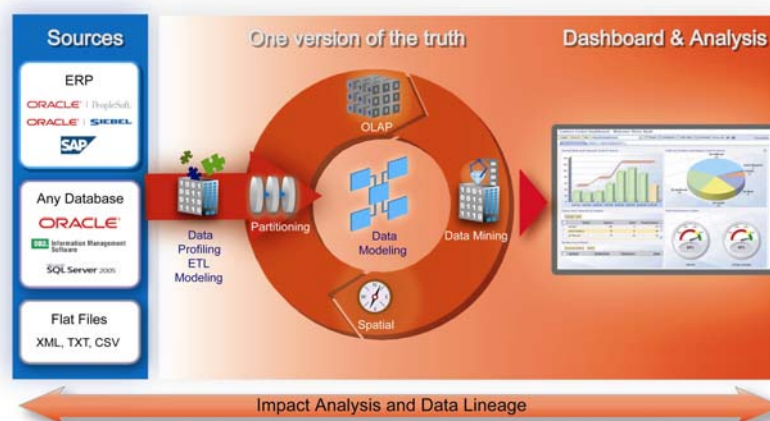 Sources
One version of the truth
Dashboard & Analysis
ERP
ORACLE | PeopleSoft.
ORACLE | SIEBEL
SAP
Any Database
ORACLE
DB2. Information Management
Software
SQL Server 2005
Flat Files
XML, TXT, CSV
Data
Profiling
ETL
Modeling
Partitioning
OLAP
Data
Modeling
Data Mining
Spatial
Impact Analysis and Data Lineage